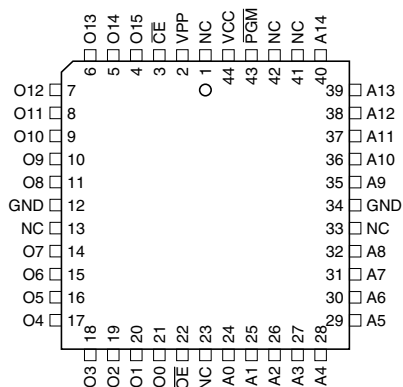 O13 O14 O15 CE VPP NC VCC PGM NC NC A14
6 5 4 3 2 1 44 43 42 41 40
O12 7 39 A13
O11 8 38 A12
O10 9 37 A11
O9 10 36 A10
O8 11 35 A9
GND 12 34 GND
NC 13 33 NC
O7 14 32 A8
O6 15 31 A7
O5 16 30 A6
O4 17 29 A5
18 19 20 21 22 23 24 25 26 27 28
O3 O2 O1 O0 OE NC A0 A1 A2 A3 A4